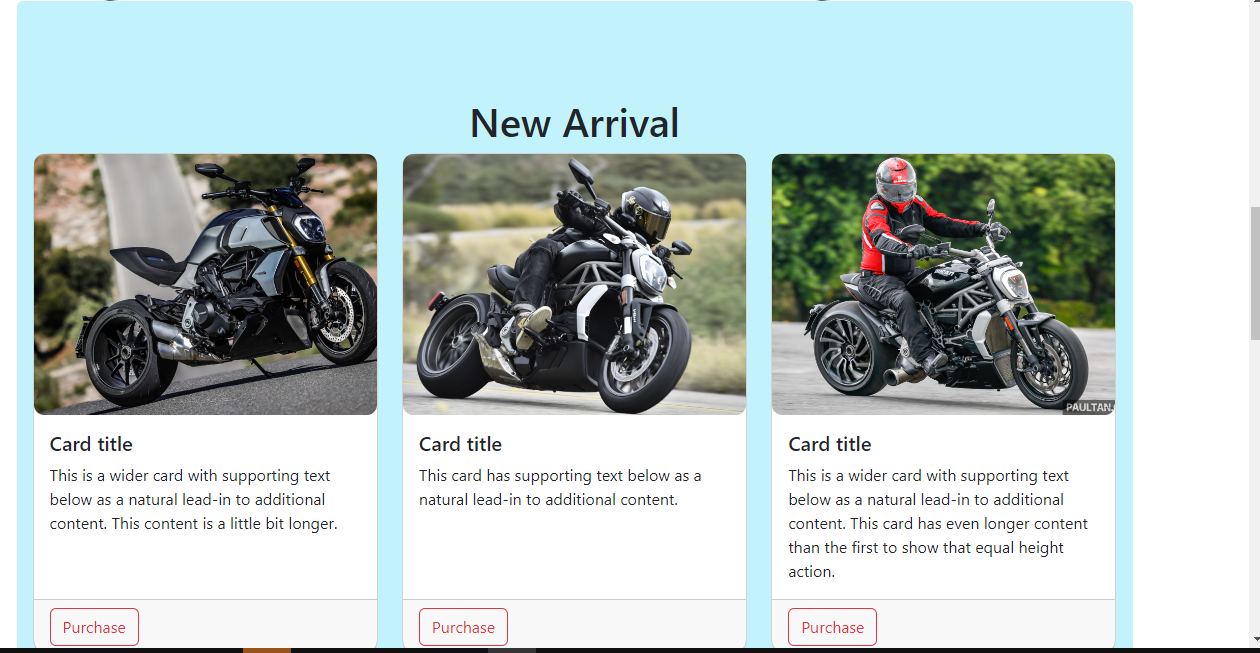 New Arrival
PAULTAN.
Card title
This is a wider card with supporting text
below as a natural lead-in to additional
content. This content is a little bit longer.
Purchase
Card title
This card has supporting text below as a
natural lead-in to additional content.
Purchase
Card title
This is a wider card with supporting text
below as a natural lead-in to additional
content. This card has even longer content
than the first to show that equal height
action.
Purchase